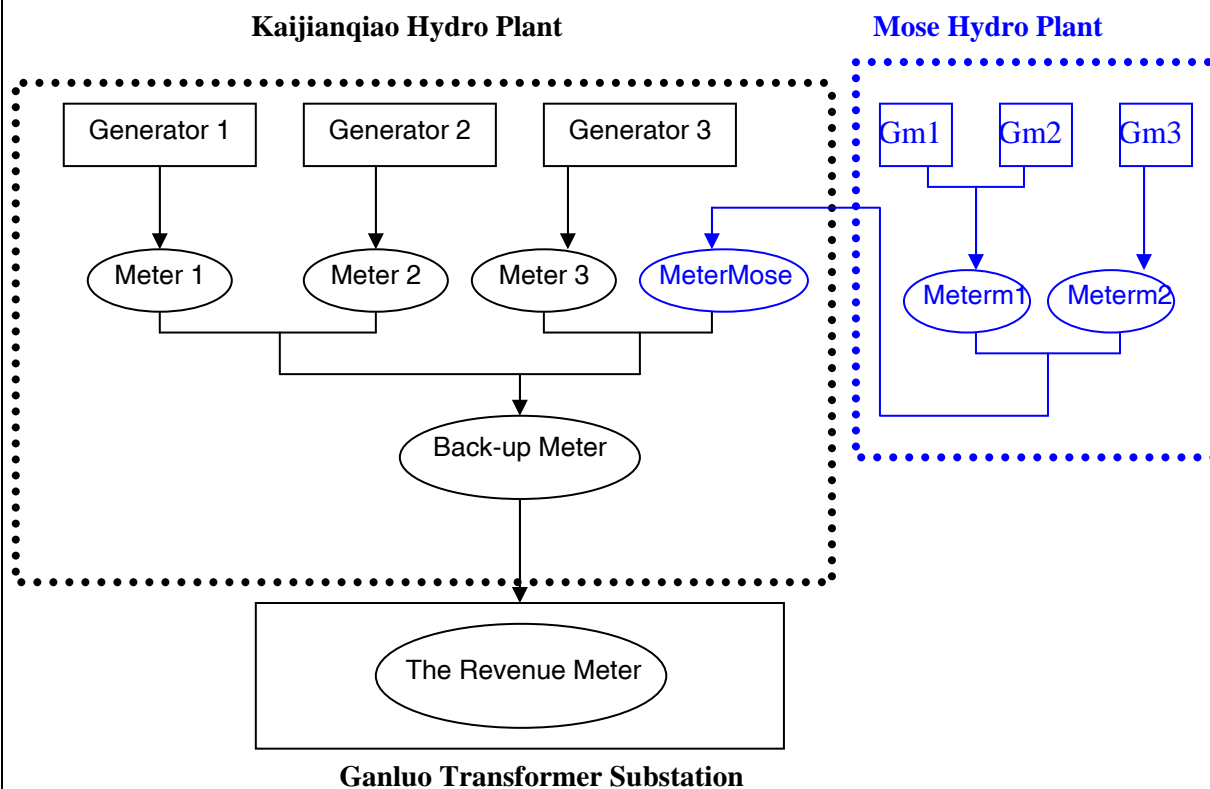 Kaijianqiao Hydro Plant
Mose Hydro Plant
Generator 1
Generator 2
Generator 3
Gm1
Gm2
Gm3
Meter 1
Meter 2
Meter 3
MeterMose
Meterm1
Meterm2
Back-up Meter
The Revenue Meter
Ganluo Transformer Substation